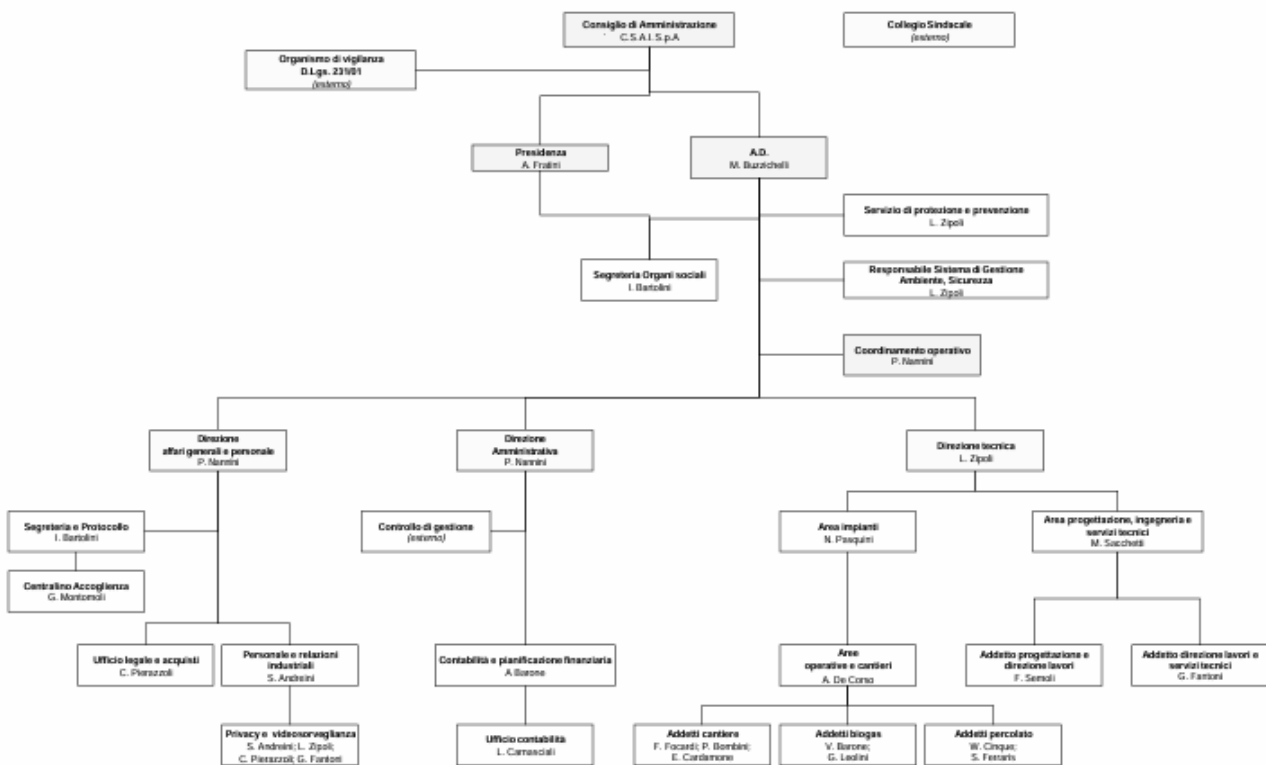 Consiglio di Amministrazione
C.S.A.I. S.p.A
Collegio Sindacale
(esterno)
Organismo di vigilanza
D.Lgs. 231/01
(esterno)
Presidenza
A. Fratini
A.D.
M. Buzzichelli
Servizio di protezione e prevenzione
L. Zipoli
Segreteria Organi sociali
I. Bartolini
Responsabile Sistema di Gestione
Ambiente, Sicurezza
L. Zipoli
Coordinamento operativo
P. Nannini
Direzione
affari generali e personale
P. Nannini
Direzione
Amministrativa
P. Nannini
Direzione tecnica
L. Zipoli
Segreteria e Protocollo
I. Bartolini
Controllo di gestione
(esterno)
Area impianti
N. Pasquini
Area progettazione, ingegneria e
servizi tecnici
M. Sacchetti
Centralino Accoglienza
G. Montomoli
Ufficio legale e acquisti
C. Pierazzoli
Personale e relazioni
industriali
S. Andreini
Contabilità e pianificazione finanziaria
A Barone
Aree
operative e cantieri
A. De Corso
Addetto progettazione e
direzione lavori
F. Semoli
Addetto direzione lavori e
servizi tecnici
G. Fantoni
Privacy e videosorveglianza
S. Andreini; L. Zipoli;
C. Pierazzoli; G. Fantoni
Ufficio contabilità
L. Camasciali
Addetti cantiere
F. Focardi; P. Bombini;
E. Cardamone
Addetti biogas
V. Barone;
G. Leolini
Addetti percolato
W. Cinque;
S. Ferraris